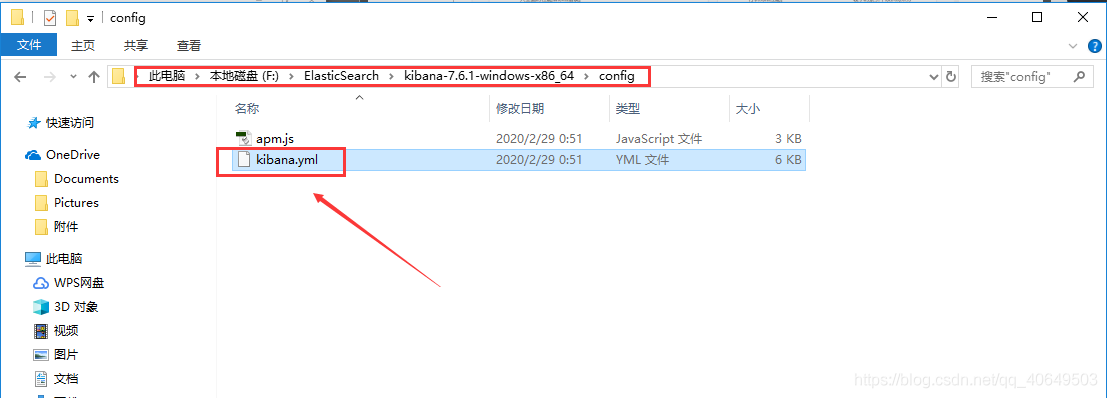 config
文件 主页 共享 查看
此电脑 本地磁盘 (F:) ElasticSearch kibana-7.6.1-windows-x86_64 config 搜索"config"
名称 修改日期 类型 大小
快速访问
apm.js 2020/2/29 0:51 JavaScript 文件 3 KB
kibana.yml 2020/2/29 0:51 YML 文件 6 KB
OneDrive
Documents
Pictures
附件
此电脑
WPS网盘
3D 对象
视频
图片
文档
https://blog.csdn.net/qq_40649503